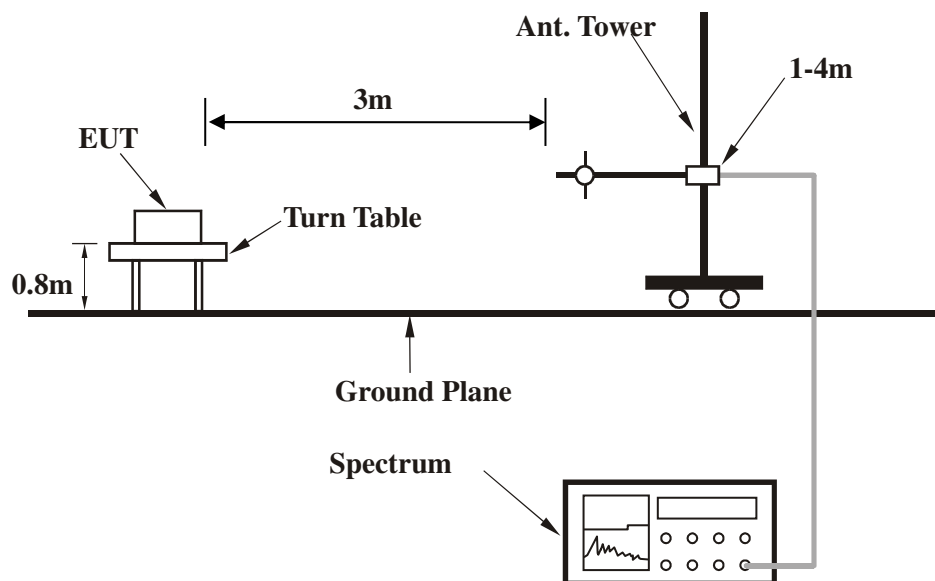 Ant. Tower
1-4m
3m
EUT
Turn Table
0.8m
Ground Plane
Spectrum